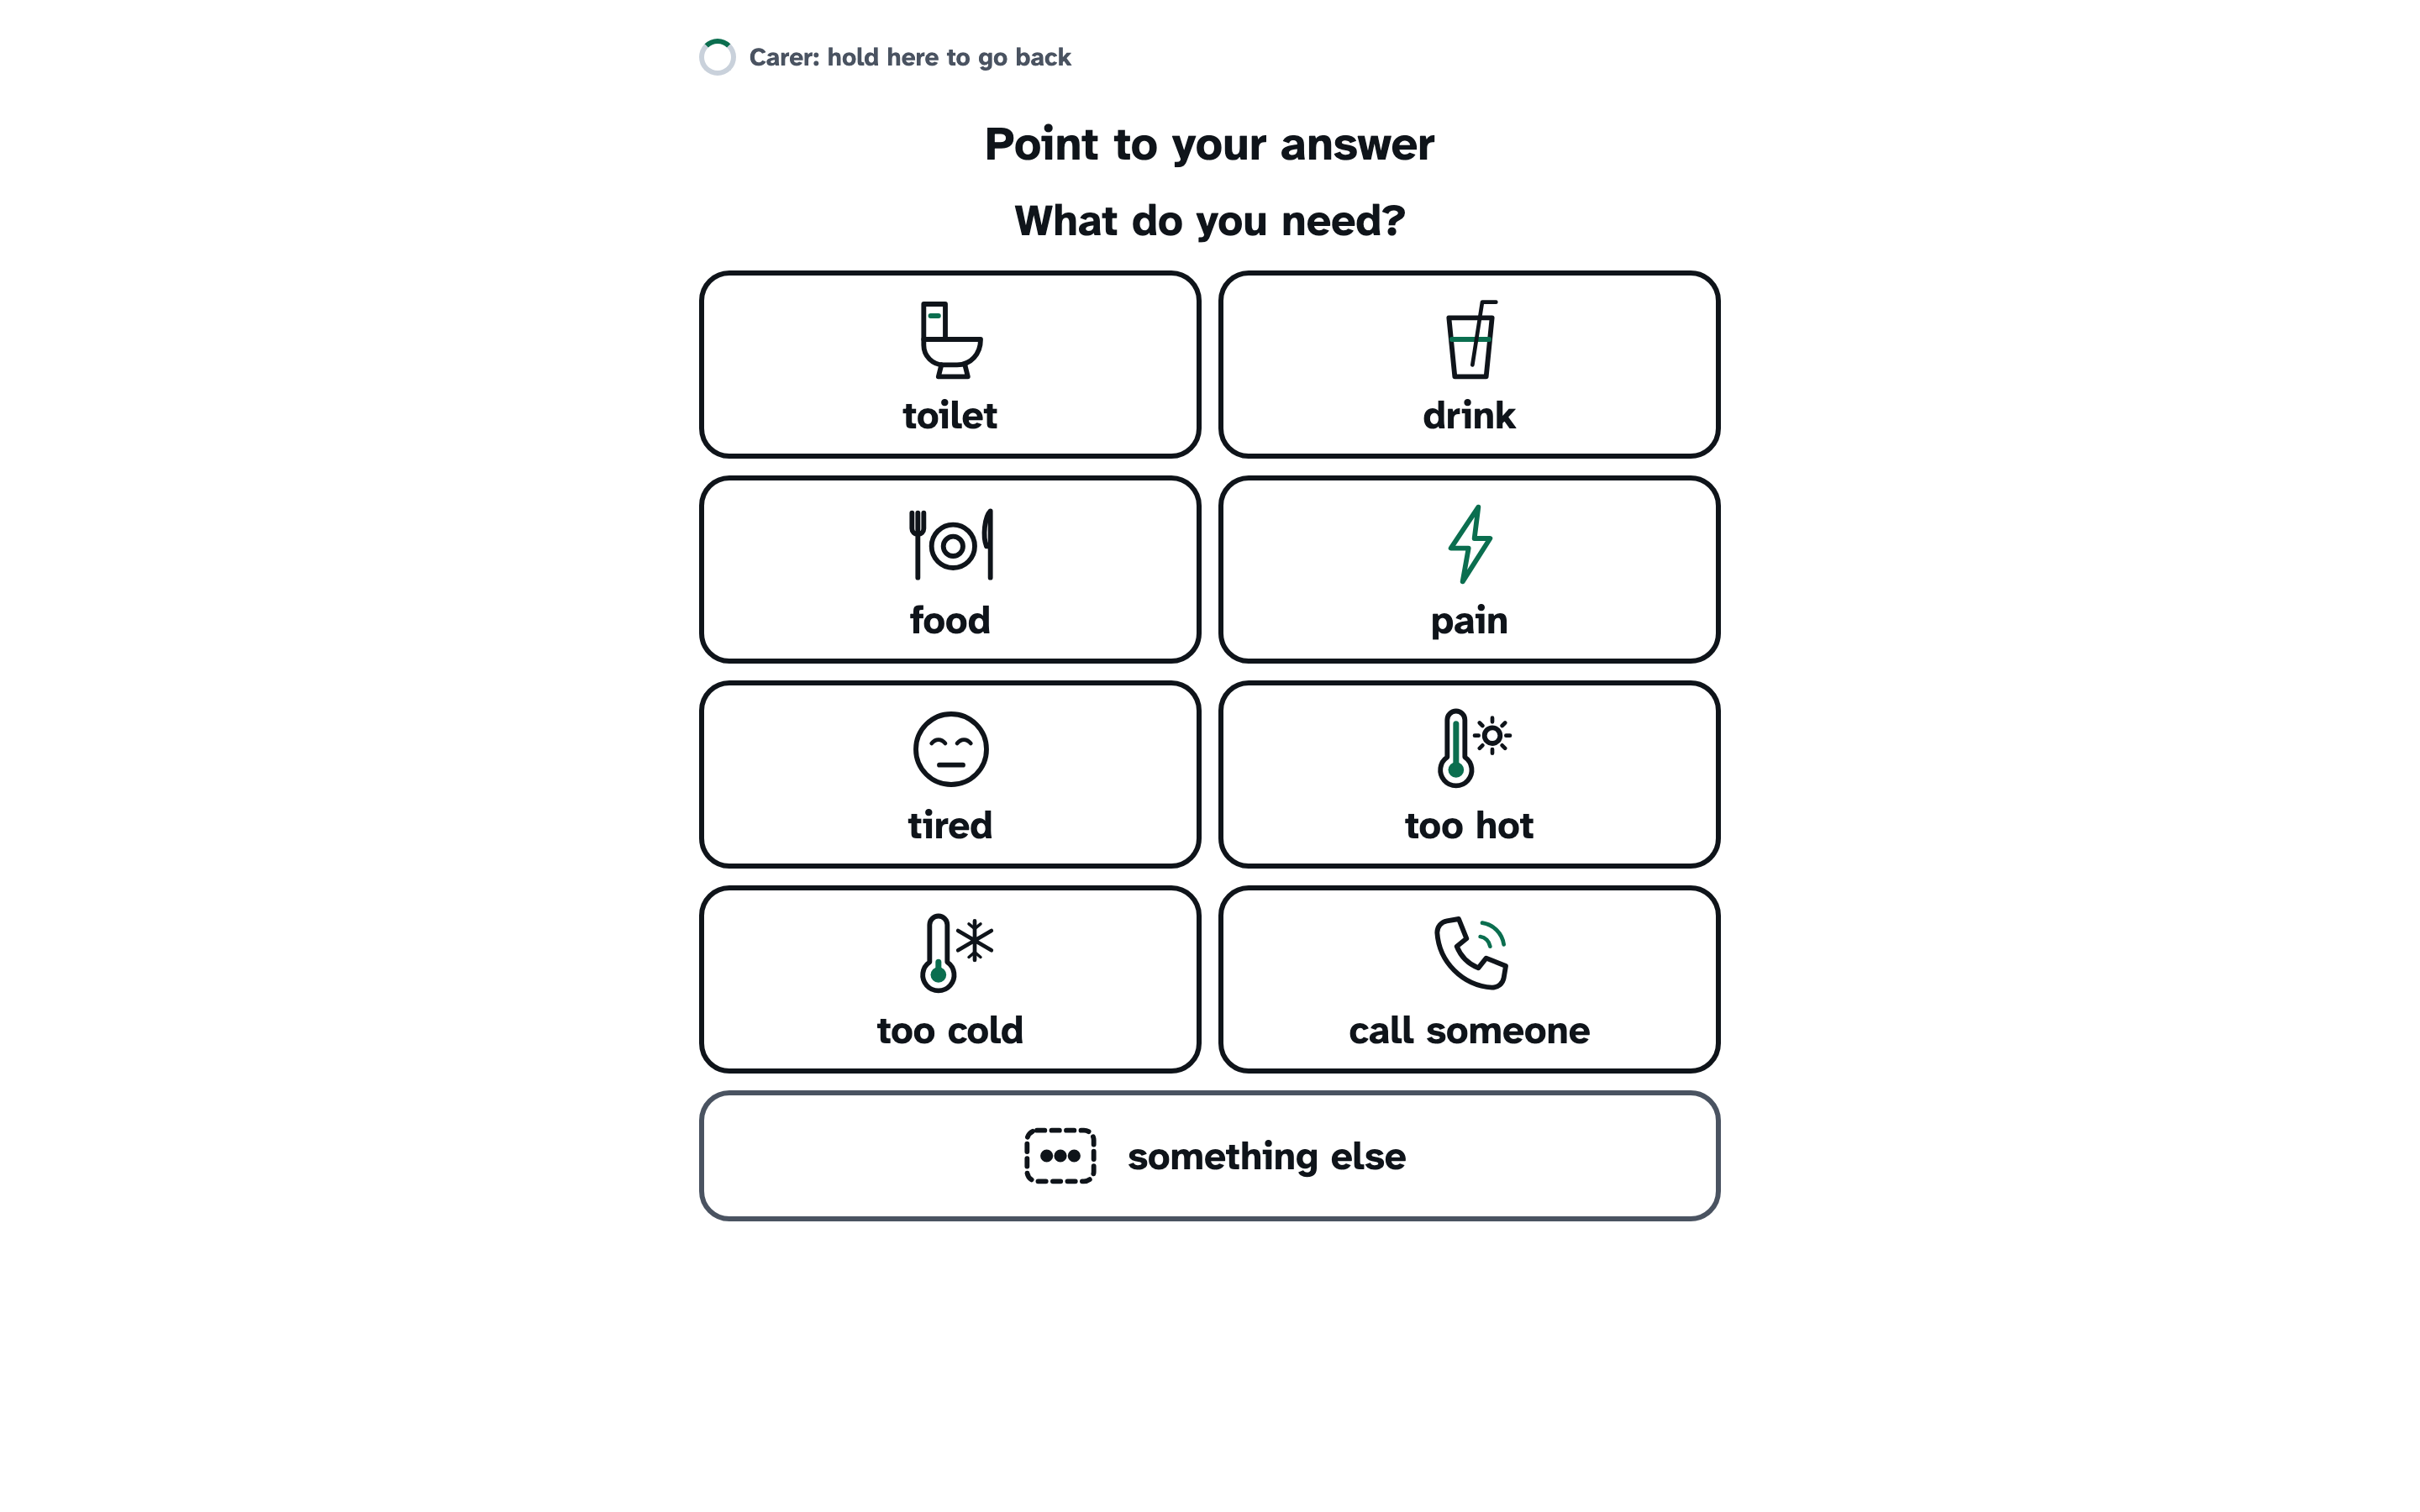 Carer: hold here to go back
Point to your answer
What do you need?
toilet
drink
food
pain
tired
too hot
too cold
call someone
something else